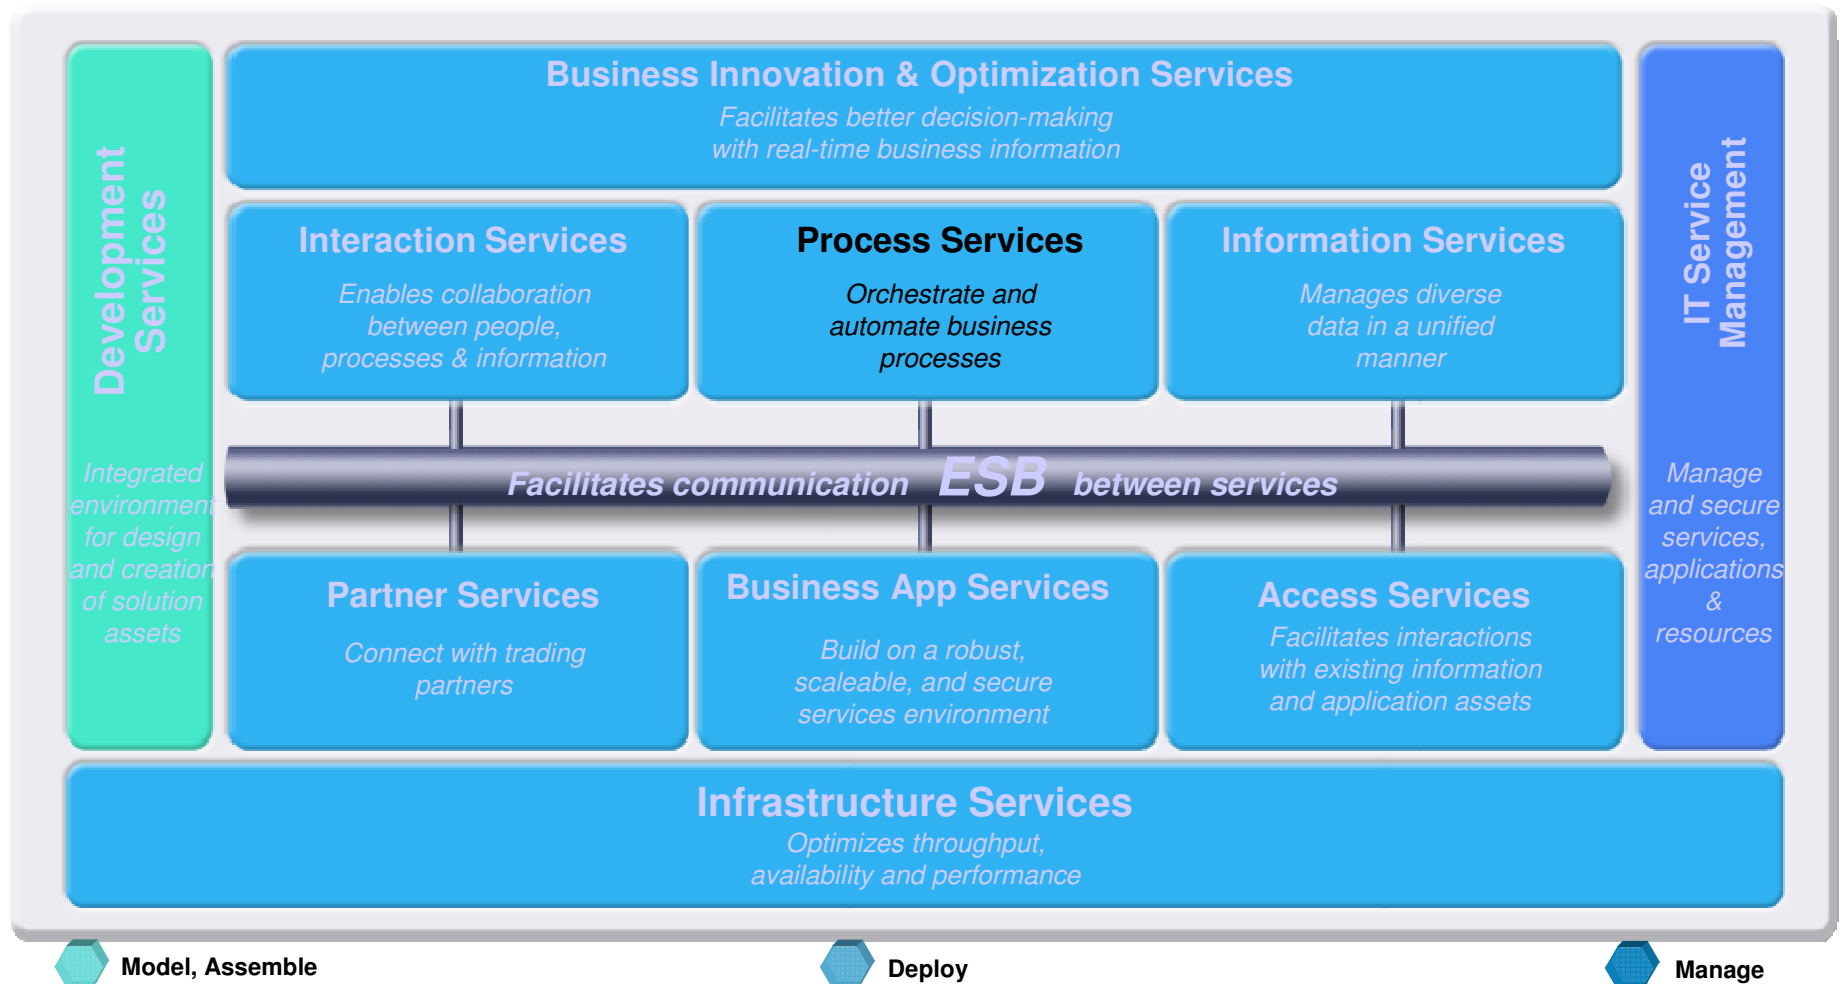 Business Innovation & Optimization Services
Facilitates better decision-making
with real-time business information
Development
Services
Integrated
environment
for design
and creation
of solution
assets
Interaction Services
Enables collaboration
between people,
processes & information
Process Services
Orchestrate and
automate business
processes
Information Services
Manages diverse
data in a unified
manner
IT Service
Management
Manage
and secure
services,
applications
&
resources
Facilitates communication ESB between services
Partner Services
Connect with trading
partners
Business App Services
Build on a robust,
scaleable, and secure
services environment
Access Services
Facilitates interactions
with existing information
and application assets
Infrastructure Services
Optimizes throughput,
availability and performance
Model, Assemble
Deploy
Manage